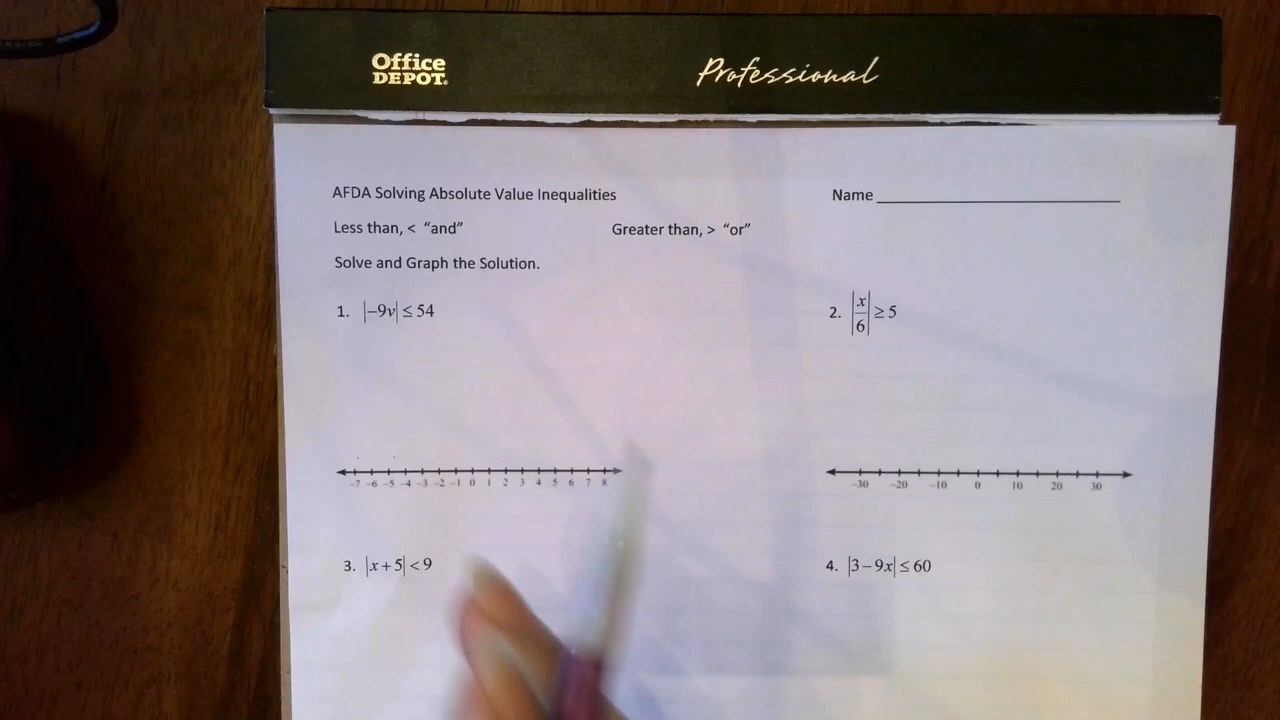 Office
DEPOT.
Professional
AFDA Solving Absolute Value Inequalities
Name
Less than, < “and”
Greater than, > “or”
Solve and Graph the Solution.
1. |−9v| ≤ 54
2. |x/6| ≥ 5
−7 −6 −5 −4 −3 −2 −1 0 1 2 3 4 5 6 7 8
−30 −20 −10 0 10 20 30
3. |x + 5| < 9
4. |3 − 9x| ≤ 60